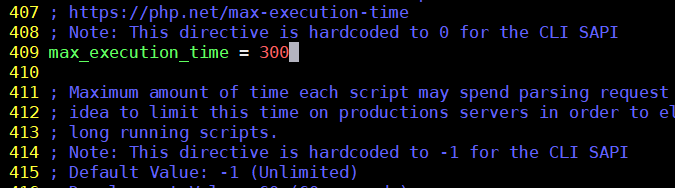 407 ; https://php.net/max-execution-time
408 ; Note: This directive is hardcoded to 0 for the CLI SAPI
409 max_execution_time = 300
410
411 ; Maximum amount of time each script may spend parsing request
412 ; idea to limit this time on productions servers in order to el
413 ; long running scripts.
414 ; Note: This directive is hardcoded to -1 for the CLI SAPI
415 ; Default Value: -1 (Unlimited)